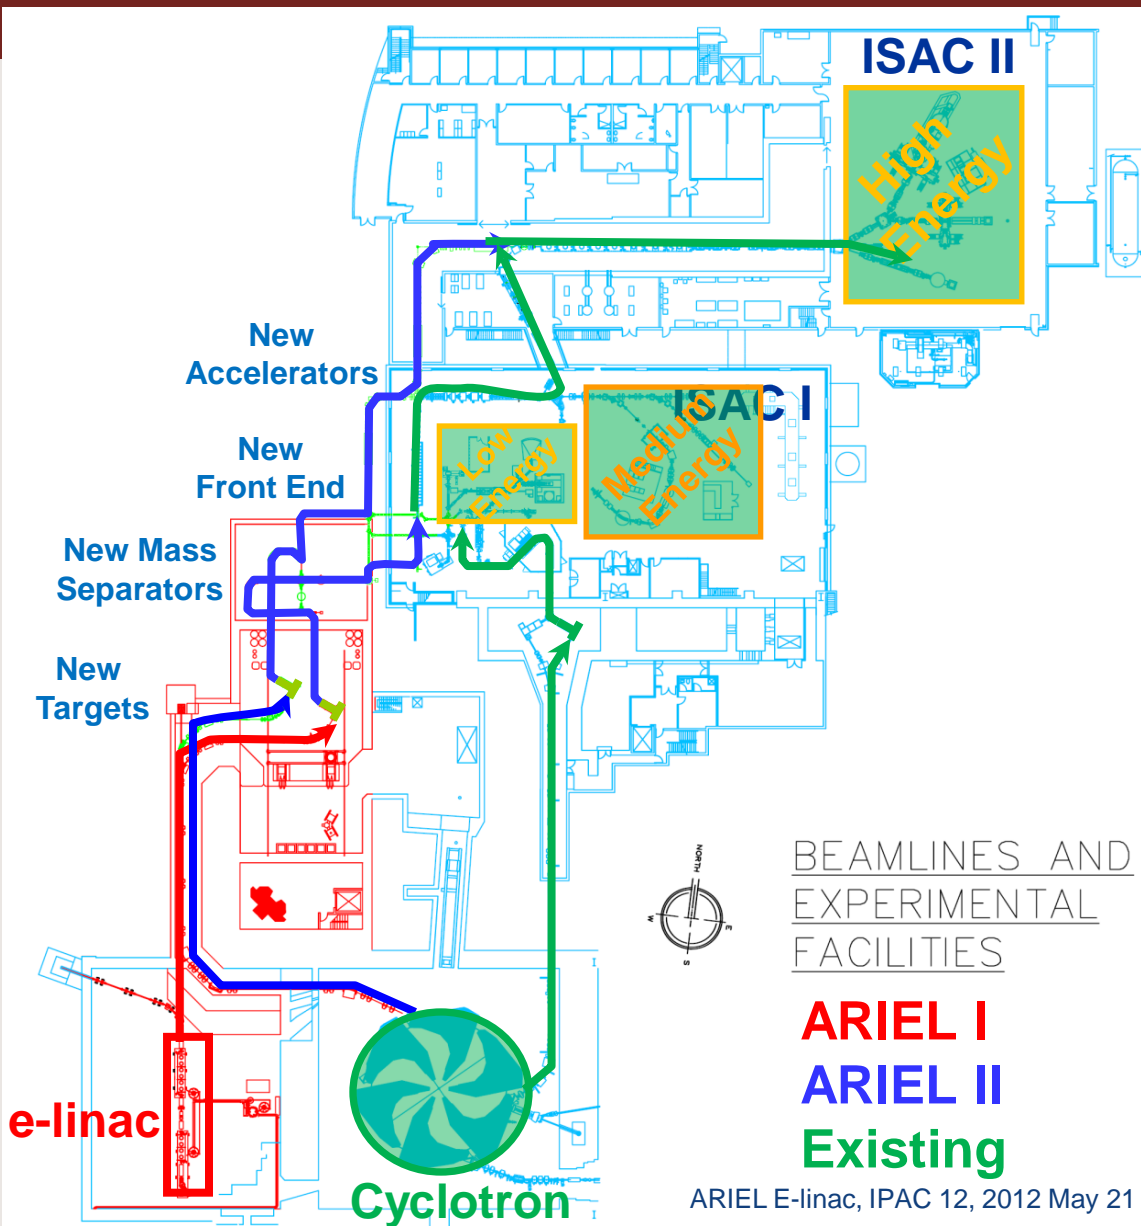 ISAC II
High
Energy
New
Accelerators
ISAC I
Low
Energy
Medium
Energy
New
Front End
New Mass
Separators
New
Targets
NORTH
W
E
S
BEAMLINES AND
EXPERIMENTAL
FACILITIES
ARIEL I
ARIEL II
Existing
e-linac
Cyclotron
ARIEL E-linac, IPAC 12, 2012 May 21